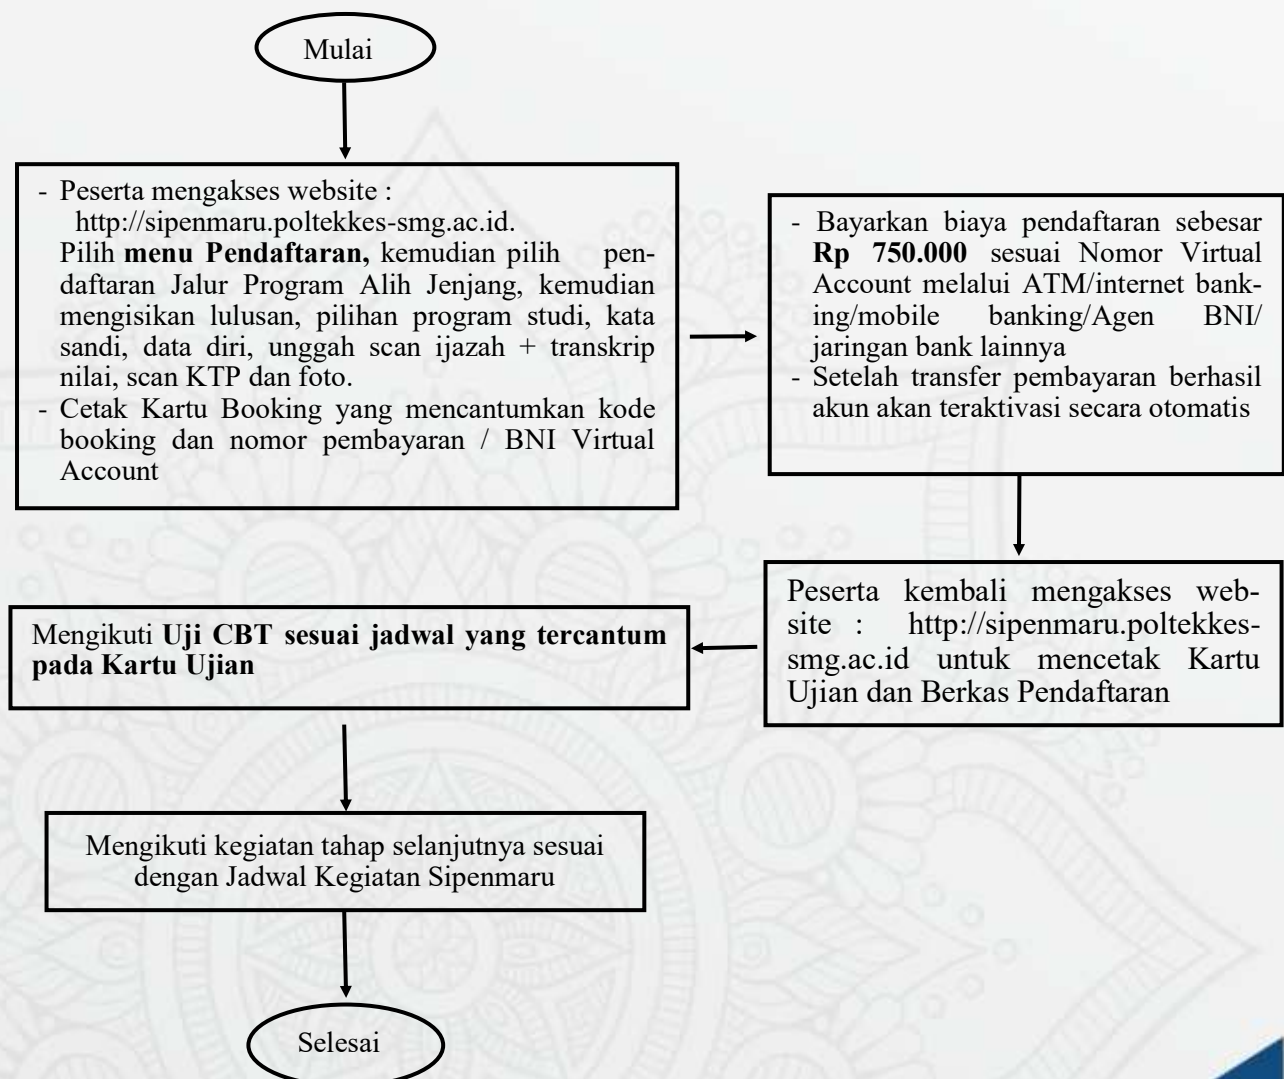 Mulai
- Peserta mengakses website :
http://sipenmaru.poltekkes-smg.ac.id.
Pilih menu Pendaftaran, kemudian pilih pen-
daftaran Jalur Program Alih Jenjang, kemudian
mengisikan lulusan, pilihan program studi, kata
sandi, data diri, unggah scan ijazah + transkrip
nilai, scan KTP dan foto.
- Cetak Kartu Booking yang mencantumkan kode
booking dan nomor pembayaran / BNI Virtual
Account
- Bayarkan biaya pendaftaran sebesar
Rp 750.000 sesuai Nomor Virtual
Account melalui ATM/internet bank-
ing/mobile banking/Agen BNI/
jaringan bank lainnya
- Setelah transfer pembayaran berhasil
akun akan teraktivasi secara otomatis
Peserta kembali mengakses web-
site : http://sipenmaru.poltekkes-
smg.ac.id untuk mencetak Kartu
Ujian dan Berkas Pendaftaran
Mengikuti Uji CBT sesuai jadwal yang tercantum
pada Kartu Ujian
Mengikuti kegiatan tahap selanjutnya sesuai
dengan Jadwal Kegiatan Sipenmaru
Selesai